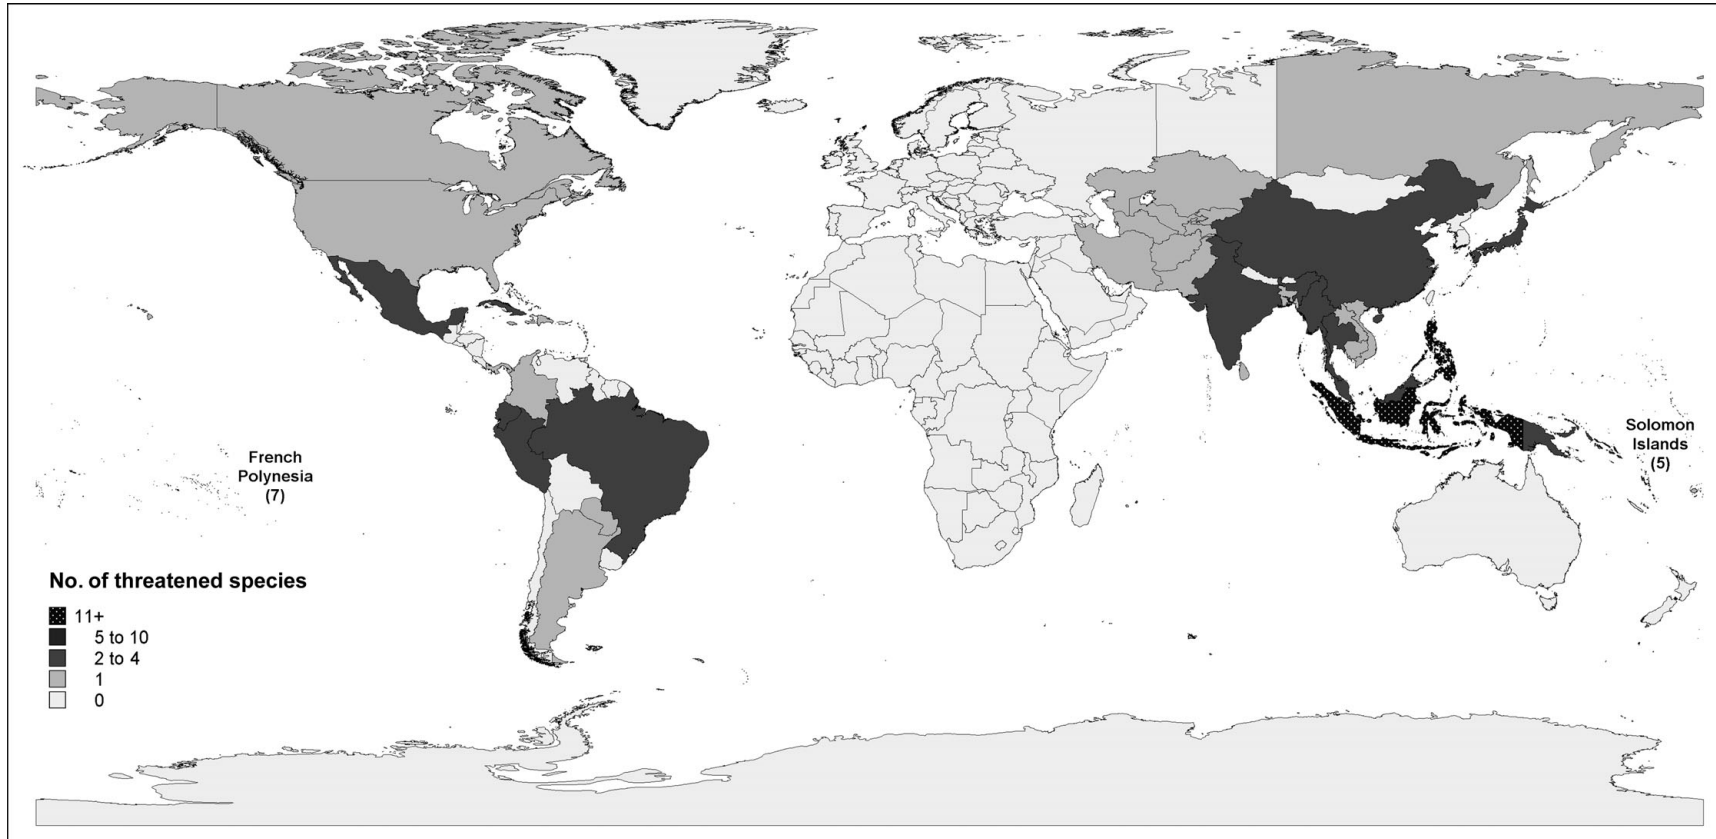 French
Polynesia
(7)
Solomon
Islands
(5)
No. of threatened species
11+
5 to 10
2 to 4
1
0